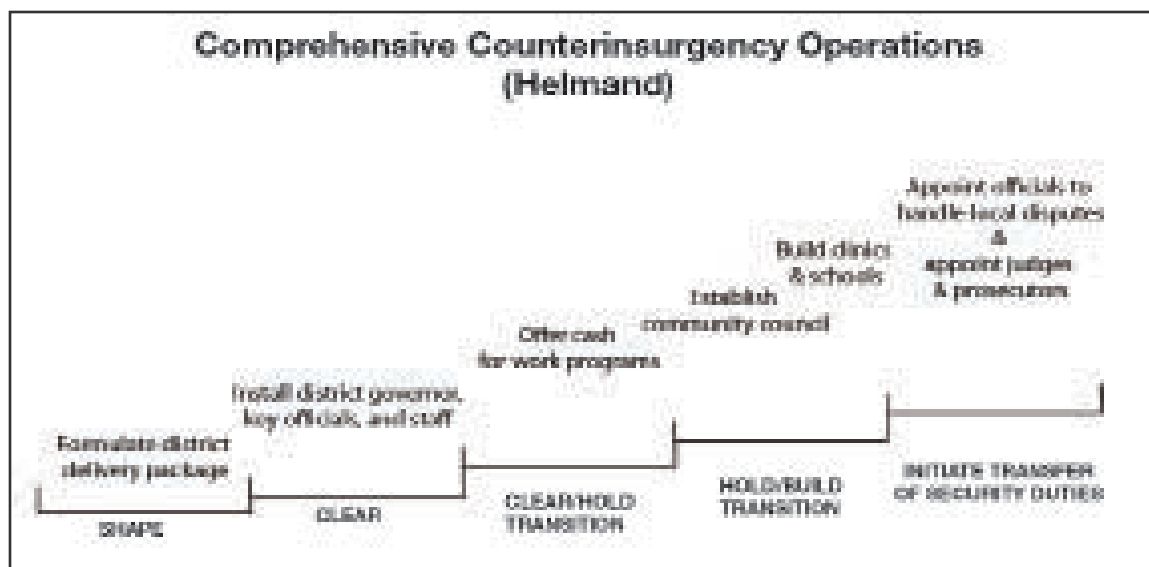 Comprehensive Counterinsurgency Operations
(Helmand)
Appoint officials to
handle local disputes
&
appoint judges
& prosecutors
Build clinics
& schools
Establish
community council
Offer cash
for work programs
Install district governor,
key officials, and staff
Formulate district
delivery package
SHAPE
CLEAR
CLEAR/HOLD
TRANSITION
HOLD/BUILD
TRANSITION
INITIATE TRANSFER
OF SECURITY DUTIES